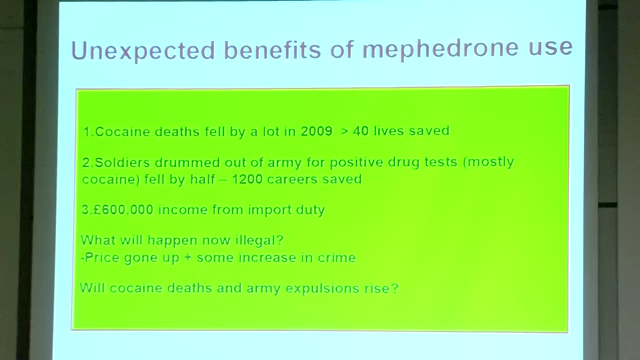 Unexpected benefits of mephedrone use
1.Cocaine deaths fell by a lot in 2009 > 40 lives saved
2.Soldiers drummed out of army for positive drug tests (mostly
cocaine) fell by half – 1200 careers saved
3.£600,000 income from import duty
What will happen now illegal?
-Price gone up + some increase in crime
Will cocaine deaths and army expulsions rise?